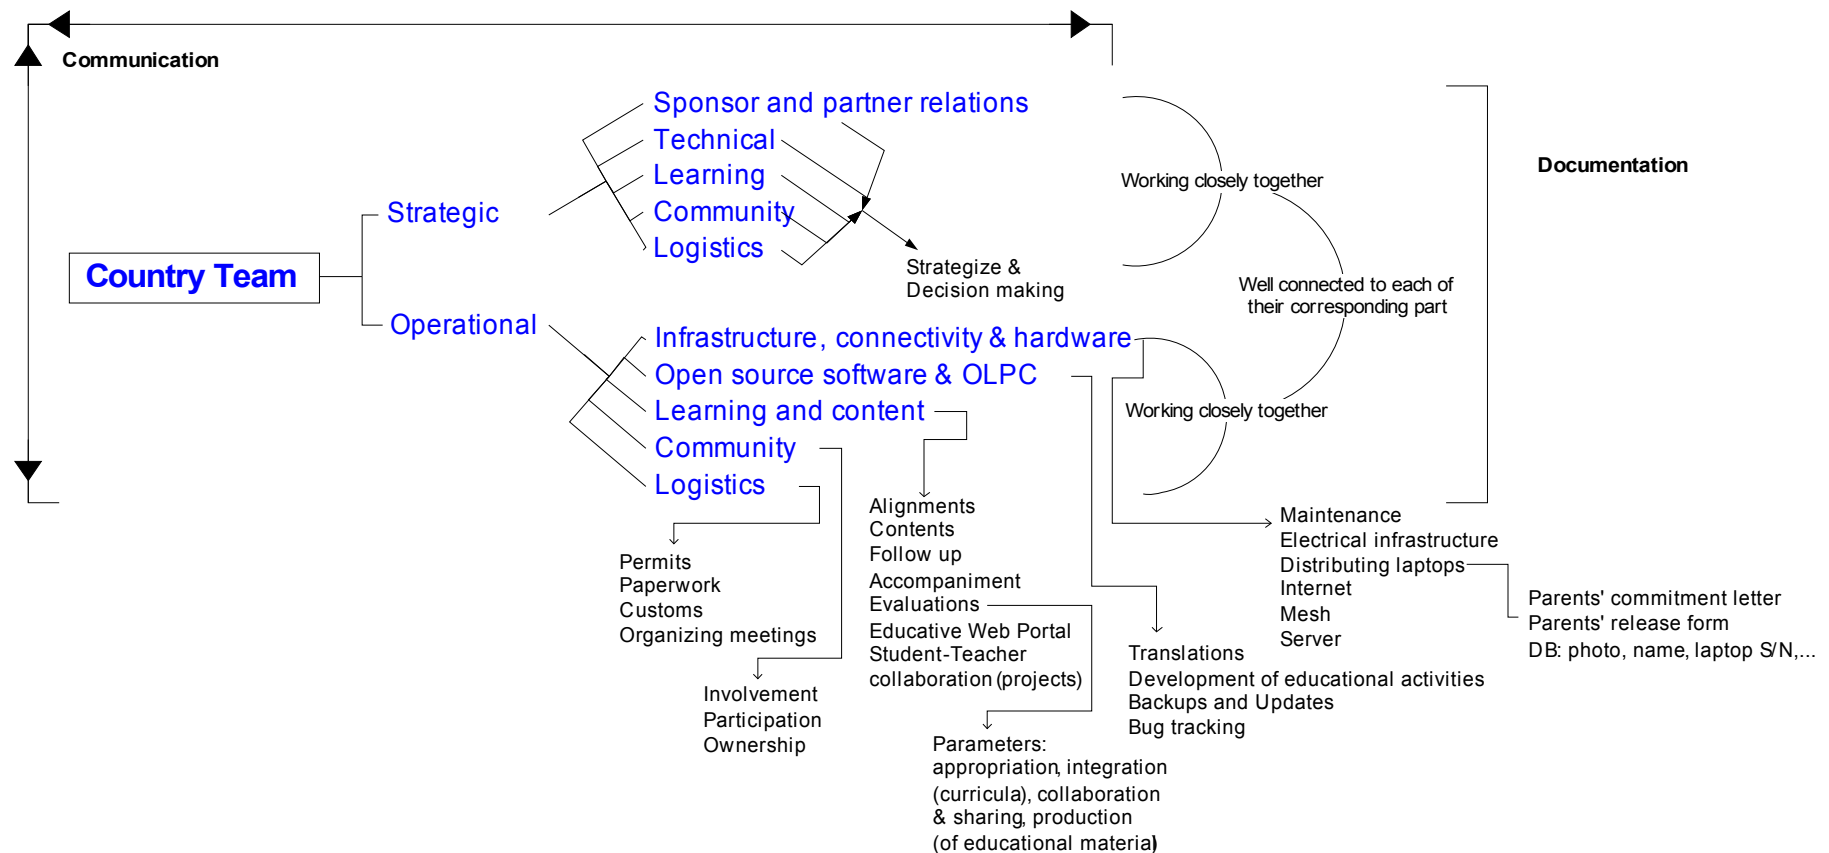 Communication
Sponsor and partner relations
Technical
Learning
Community
Logistics
Strategic
Country Team
Operational
Strategize &
Decision making
Working closely together
Documentation
Well connected to each of
their corresponding part
Infrastructure, connectivity & hardware
Open source software & OLPC
Learning and content
Community
Logistics
Working closely together
Permits
Paperwork
Customs
Organizing meetings
Involvement
Participation
Ownership
Alignments
Contents
Follow up
Accompaniment
Evaluations
Educative Web Portal
Student-Teacher
collaboration (projects)
Parameters:
appropriation, integration
(curricula), collaboration
& sharing, production
(of educational material)
Translations
Development of educational activities
Backups and Updates
Bug tracking
Maintenance
Electrical infrastructure
Distributing laptops
Internet
Mesh
Server
Parents' commitment letter
Parents' release form
DB: photo, name, laptop S/N,...